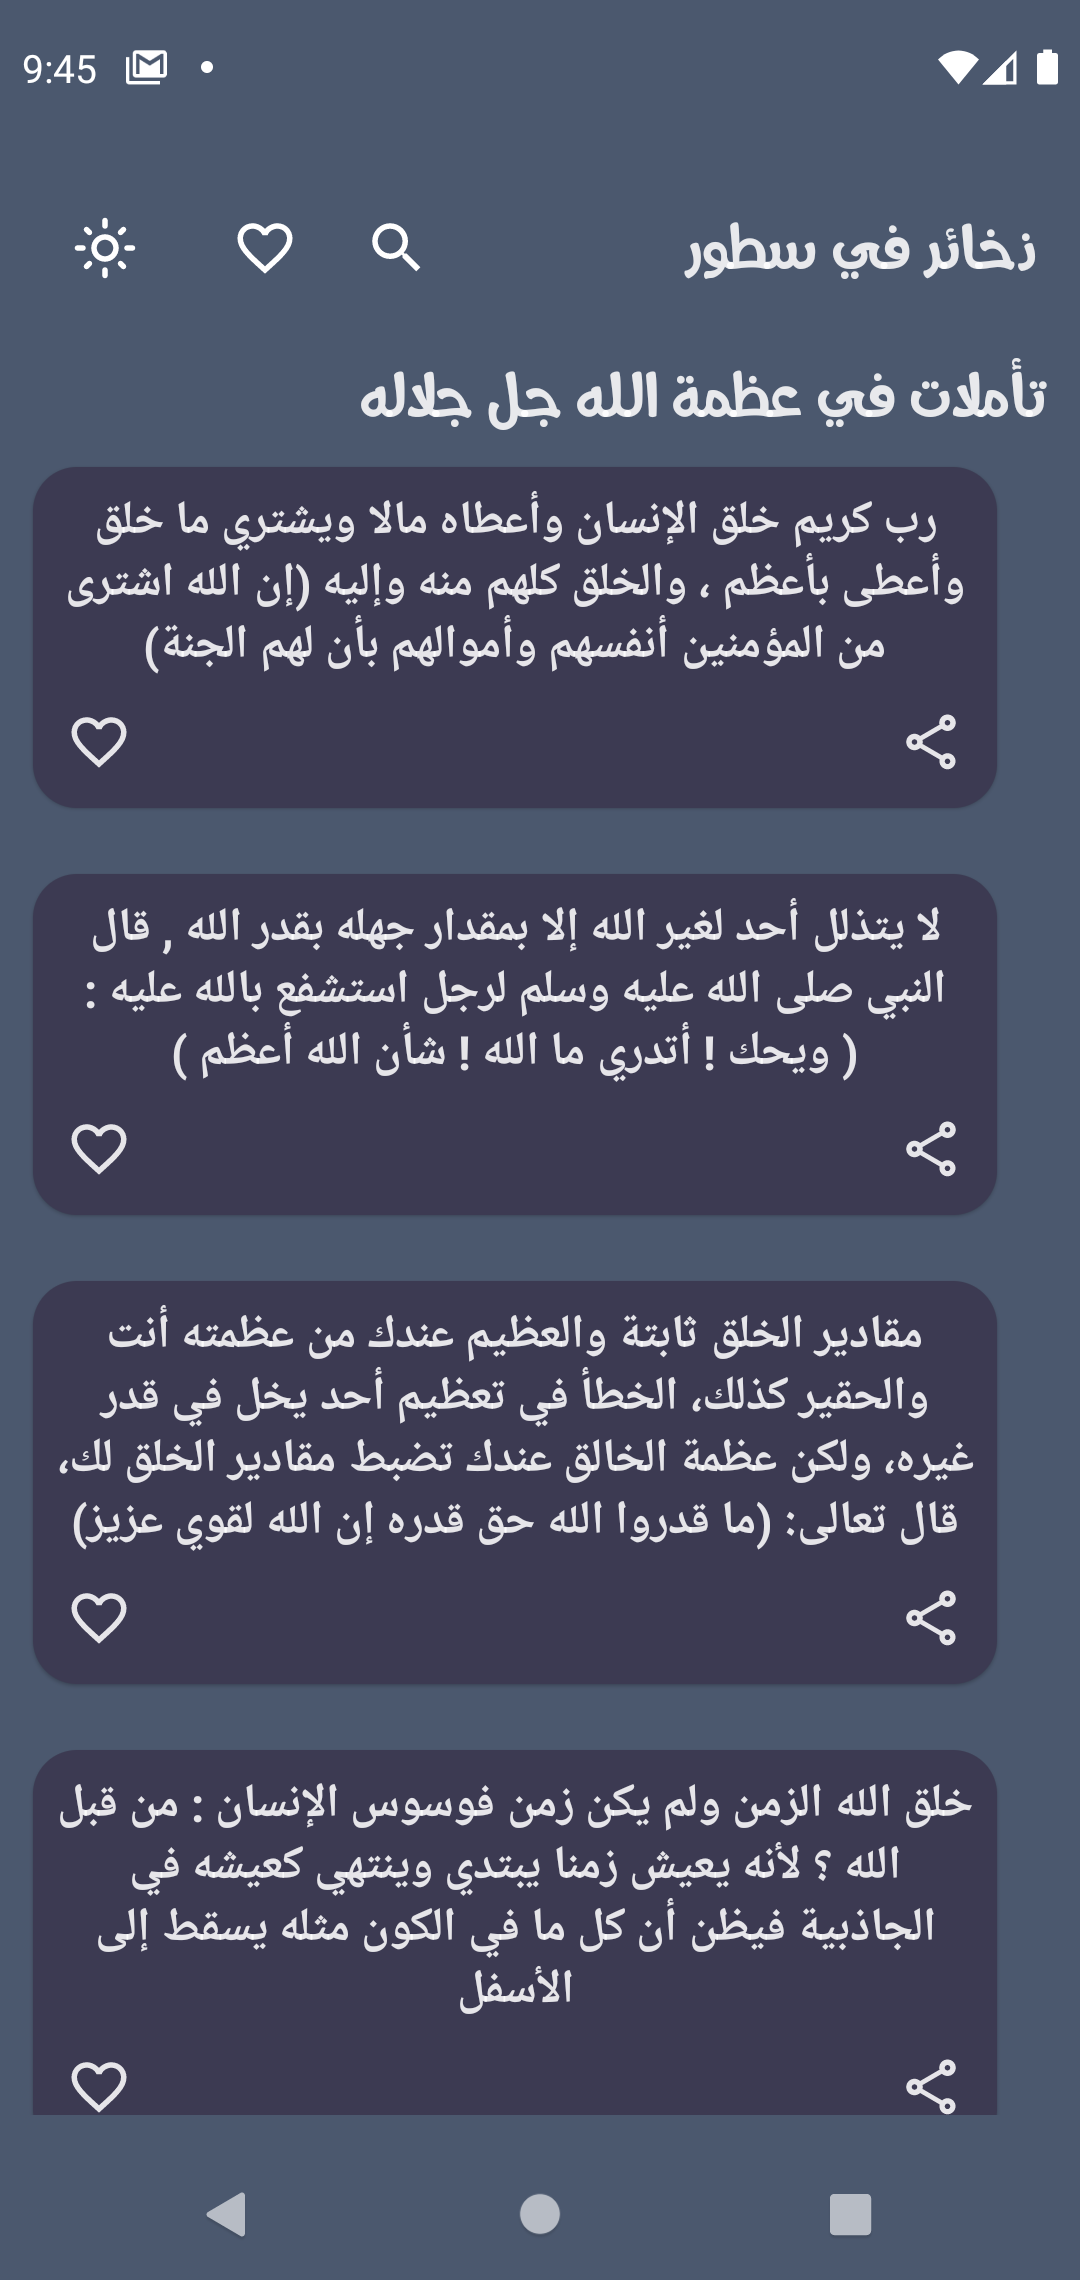 9:45
ذخائر في سطور
تأملات في عظمة الله جل جلاله
رب كريم خلق الإنسان وأعطاه مالا ويشتري ما خلق
وأعطى بأعظم ، والخلق كلهم منه وإليه (إن الله اشترى
من المؤمنين أنفسهم وأموالهم بأن لهم الجنة)
لا يتذلل أحد لغير الله إلا بمقدار جهله بقدر الله , قال
النبي صلى الله عليه وسلم لرجل استشفع بالله عليه :
( ويحك ! أتدري ما الله ! شأن الله أعظم )
مقادير الخلق ثابتة والعظيم عندك من عظمته أنت
والحقير كذلك، الخطأ في تعظيم أحد يخل في قدر
غيره، ولكن عظمة الخالق عندك تضبط مقادير الخلق لك،
قال تعالى: (ما قدروا الله حق قدره إن الله لقوي عزيز)
خلق الله الزمن ولم يكن زمن فوسوس الإنسان : من قبل
الله ؟ لأنه يعيش زمنا يبتدي وينتهي كعيشه في
الجاذبية فيظن أن كل ما في الكون مثله يسقط إلى
الأسفل